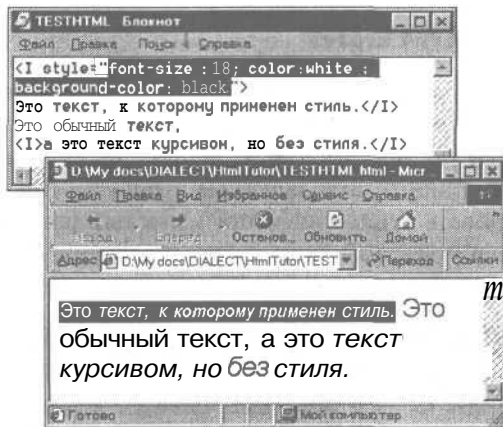 TESTHTML Блокнот
Файл Правка Поиск Справка
<I style="font-size : 18; color:white ;
background-color: black">
Это текст, к которому применен стиль.</I>
Это обычный текст,
<I>а это текст курсивом, но без стиля.</I>
D:\My docs\DIALECT\HtmlTutor\TESTHTML html - Micr
Файл Правка Вид Избранное Сервис Справка
Назад Вперед Останов... Обновить Домой
Адрес D:\My docs\DIALECT\HtmlTutor\TEST Переход Ссылки
Это текст, к которому применен стиль. Это
обычный текст, а это текст
курсивом, но без стиля.
Готово Мой компьютер
m